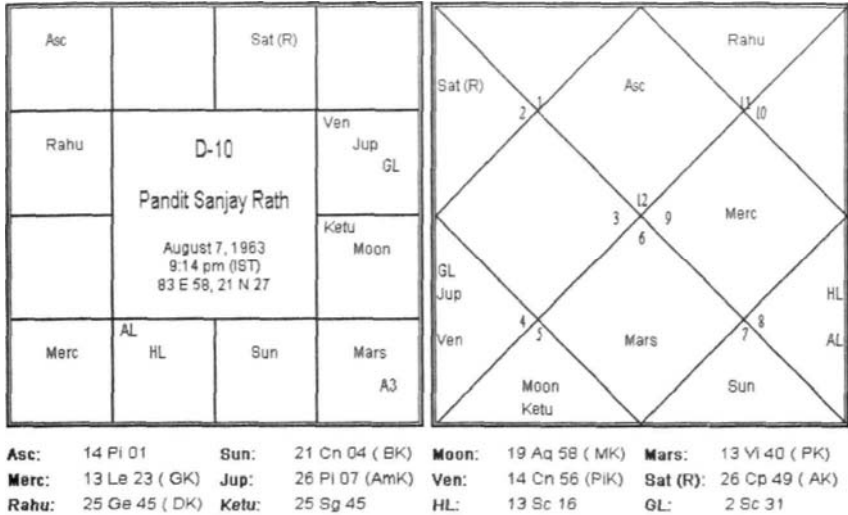 Asc
Sat (R)
Rahu
Ven
Jup
GL
Ketu
Moon
Merc
AL
HL
Sun
Mars
A3
D-10
Pandit Sanjay Rath
August 7, 1963
9:14 pm (IST)
83 E 58, 21 N 27
Rahu
Sat (R)
Asc
1
2
11
10
12
3
9
6
Merc
GL
Jup
Ven
HL
AL
4
5
8
7
Mars
Moon
Ketu
Sun
Asc: 14 Pi 01 Sun: 21 Cn 04 ( BK) Moon: 19 Aq 58 ( MK) Mars: 13 Vi 40 ( PK)
Merc: 13 Le 23 ( GK) Jup: 26 Pi 07 (AmK) Ven: 14 Cn 56 (PiK) Sat (R): 26 Cp 49 ( AK)
Rahu: 25 Ge 45 ( DK) Ketu: 25 Sg 45 HL: 13 Sc 16 GL: 2 Sc 31